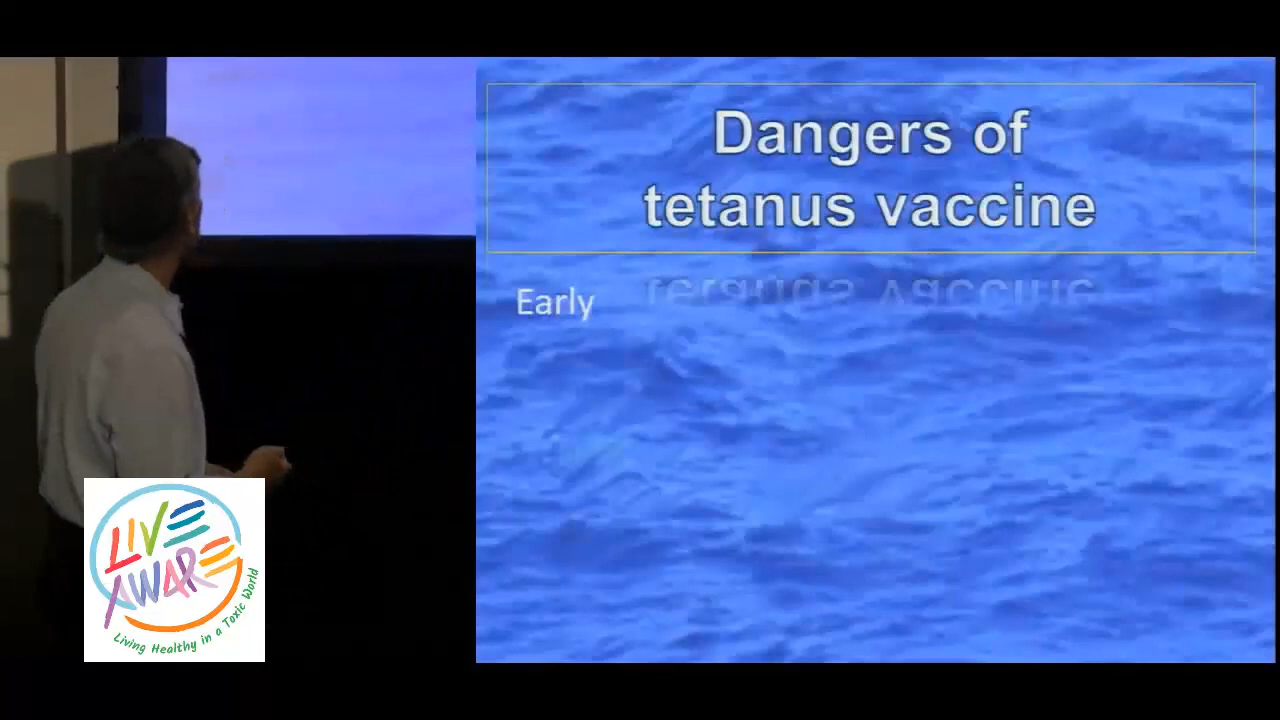 Dangers of
tetanus vaccine
Early
LIVE
AWARE
Living Healthy in a Toxic World